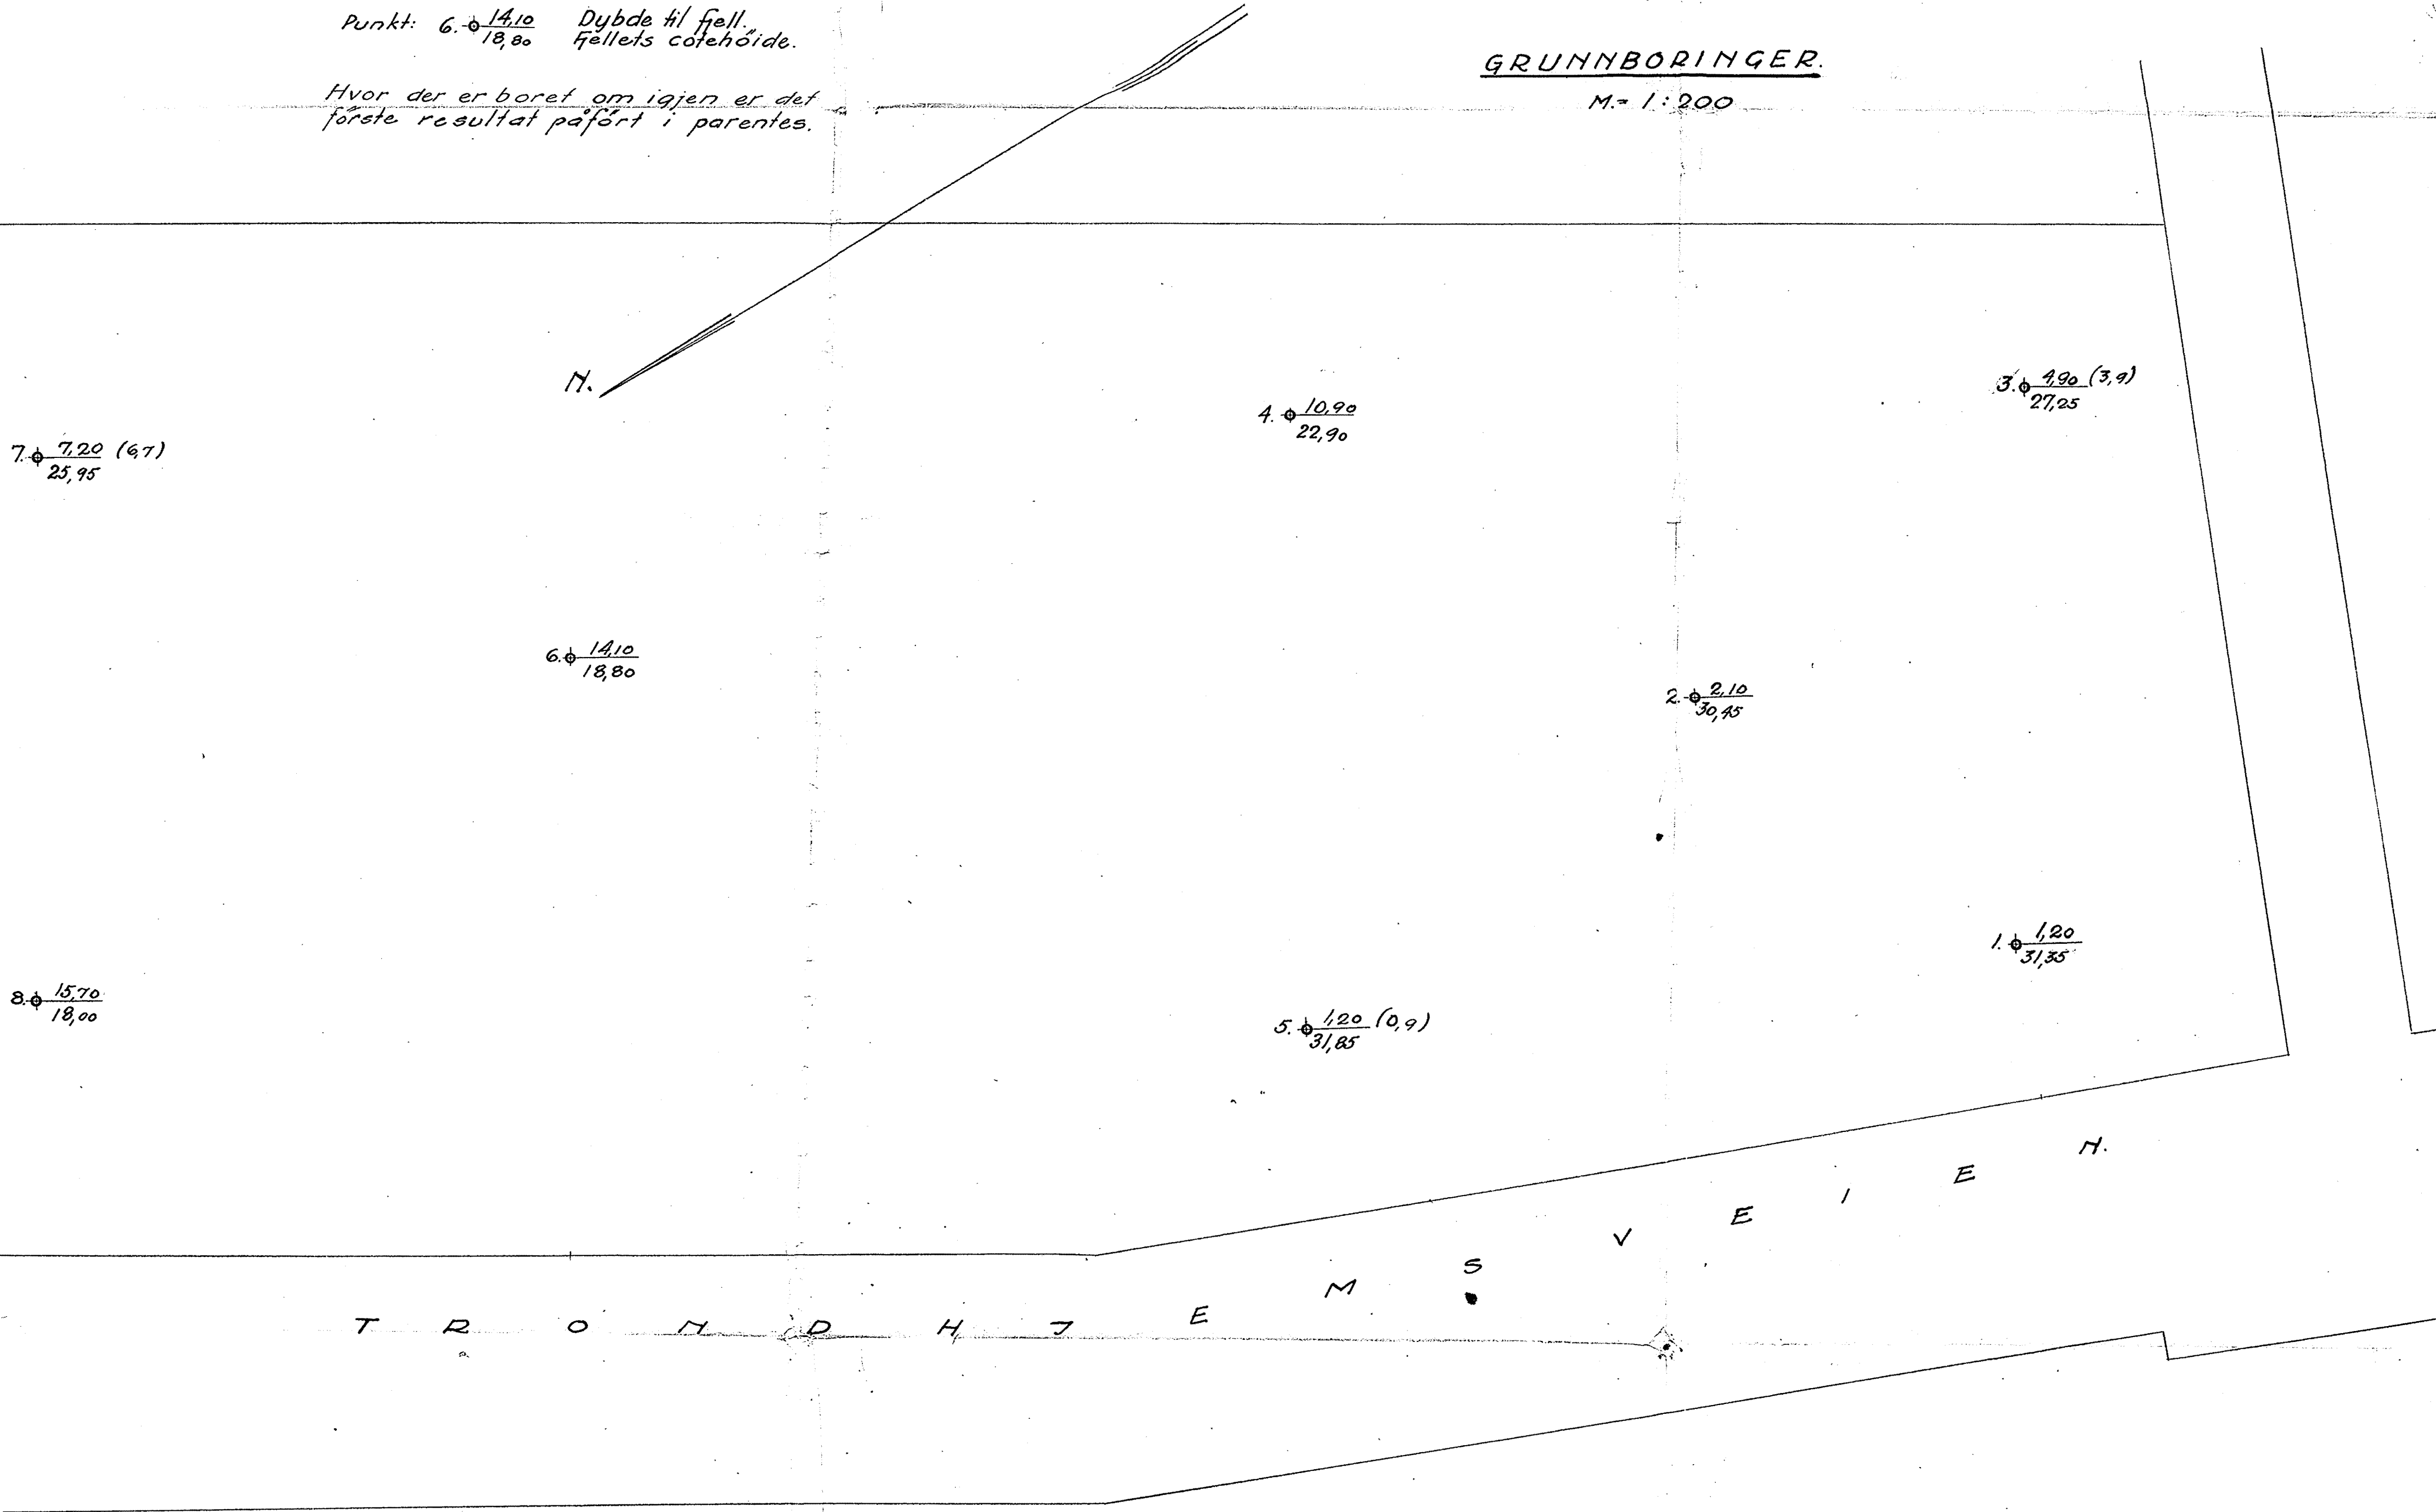 Punkt: 6. 14,10 Dybde til fjell.
18,80 Fjellets cotehöide.
Hvor der er boret om igjen er det
förste resultat påfört i parentes.
GRUNNBORINGER.
M.= 1:200
N.
3. 4,90 (3,9)
27,25
4. 10,90
22,90
7. 7,20 (6,7)
25,95
6. 14,10
18,80
2. 2,10
30,45
1. 1,20
31,35
8. 15,70
18,00
5. 1,20 (0,9)
31,85
TRONDHJEMSVEIEN.